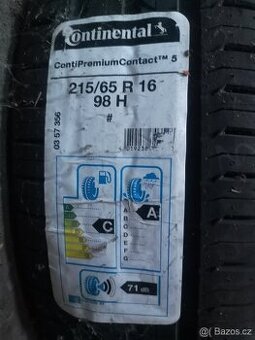 Continental
ContiPremiumContact™ 5
215/65 R 16
98 H
#
03 57 356
C
A
A B C D E F G
71 dB
Bazos.cz